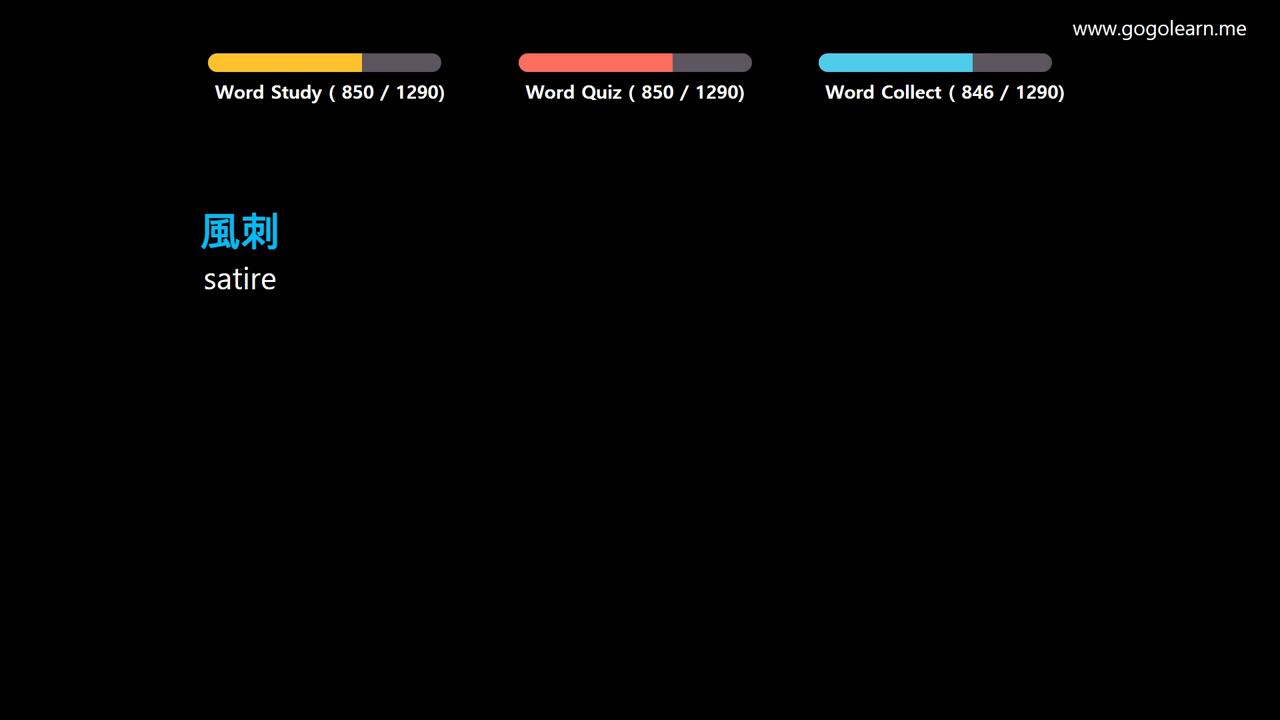 www.gogolearn.me
Word Study ( 850 / 1290)
Word Quiz ( 850 / 1290)
Word Collect ( 846 / 1290)
風刺
satire